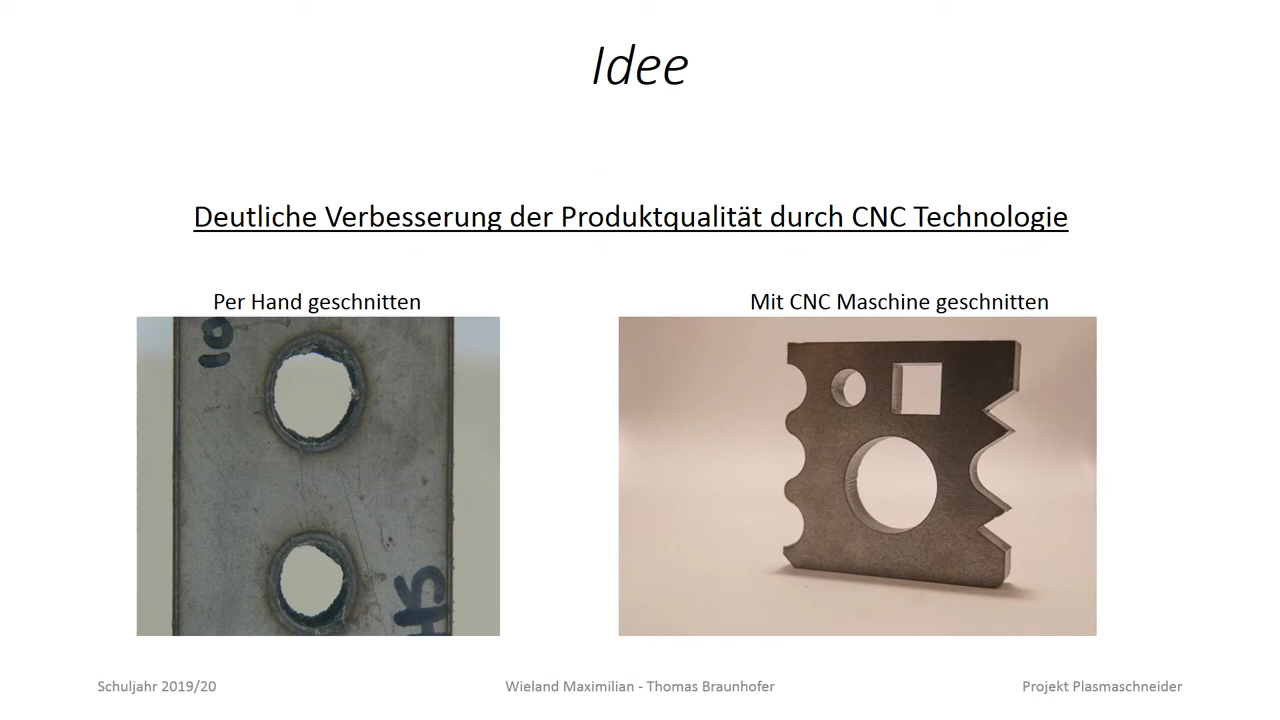 Idee
Deutliche Verbesserung der Produktqualität durch CNC Technologie
Per Hand geschnitten
Mit CNC Maschine geschnitten
10
Schuljahr 2019/20
Wieland Maximilian - Thomas Braunhofer
Projekt Plasmaschneider